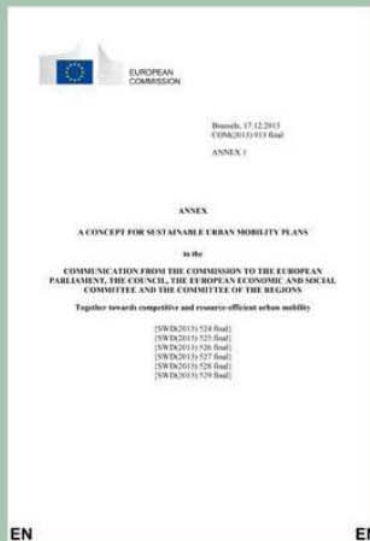 EUROPEAN
COMMISSION
Brussels, 17.12.2013
COM(2013) 913 final
ANNEX 1
ANNEX
A CONCEPT FOR SUSTAINABLE URBAN MOBILITY PLANS
to the
COMMUNICATION FROM THE COMMISSION TO THE EUROPEAN
PARLIAMENT, THE COUNCIL, THE EUROPEAN ECONOMIC AND SOCIAL
COMMITTEE AND THE COMMITTEE OF THE REGIONS
Together towards competitive and resource-efficient urban mobility
{SWD(2013) 524 final}
{SWD(2013) 525 final}
{SWD(2013) 526 final}
{SWD(2013) 527 final}
{SWD(2013) 528 final}
{SWD(2013) 529 final}
EN EN